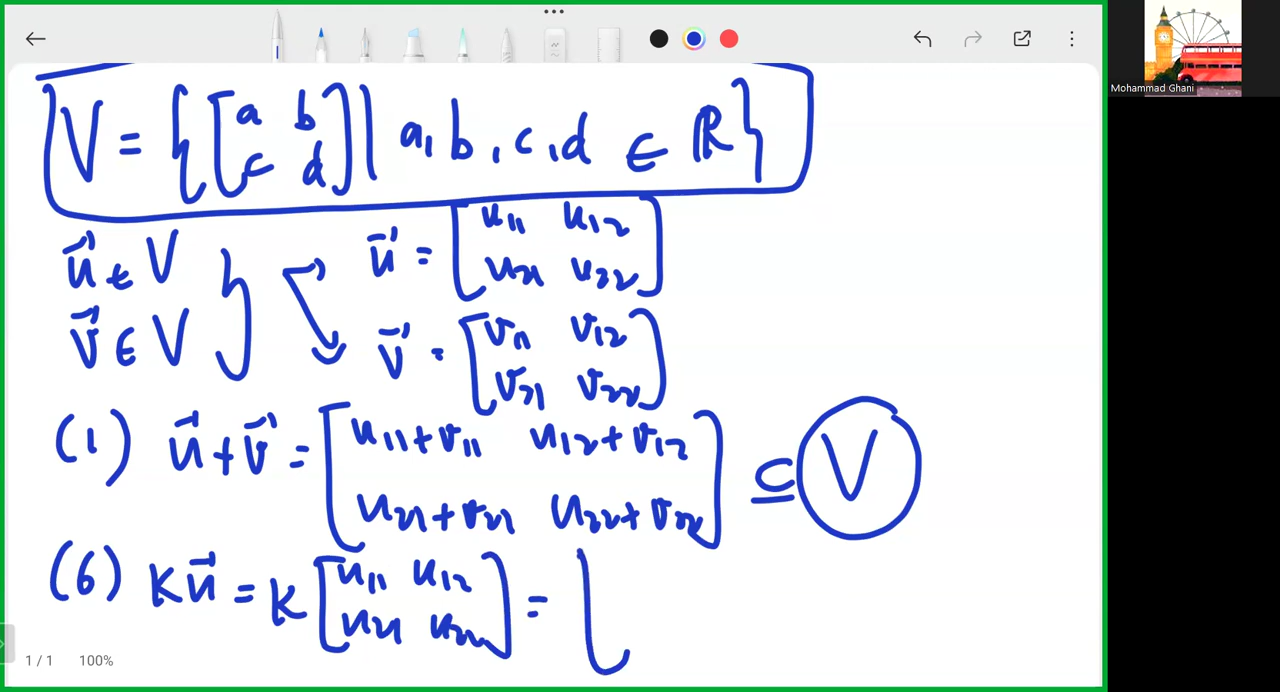 V = { [ a b ; c d ] | a, b, c, d ∈ ℝ }
u⃗ ∈ V
u⃗ = [ u₁₁ u₁₂ ; u₂₁ u₂₂ ]
v⃗ ∈ V
v⃗ = [ v₁₁ v₁₂ ; v₂₁ v₂₂ ]
(1) u⃗ + v⃗ = [ u₁₁+v₁₁ u₁₂+v₁₂ ; u₂₁+v₂₁ u₂₂+v₂₂ ] ⊆ V
(6) k u⃗ = k [ u₁₁ u₁₂ ; u₂₁ u₂₂ ] = [
1 / 1 100%
Mohammad Ghani